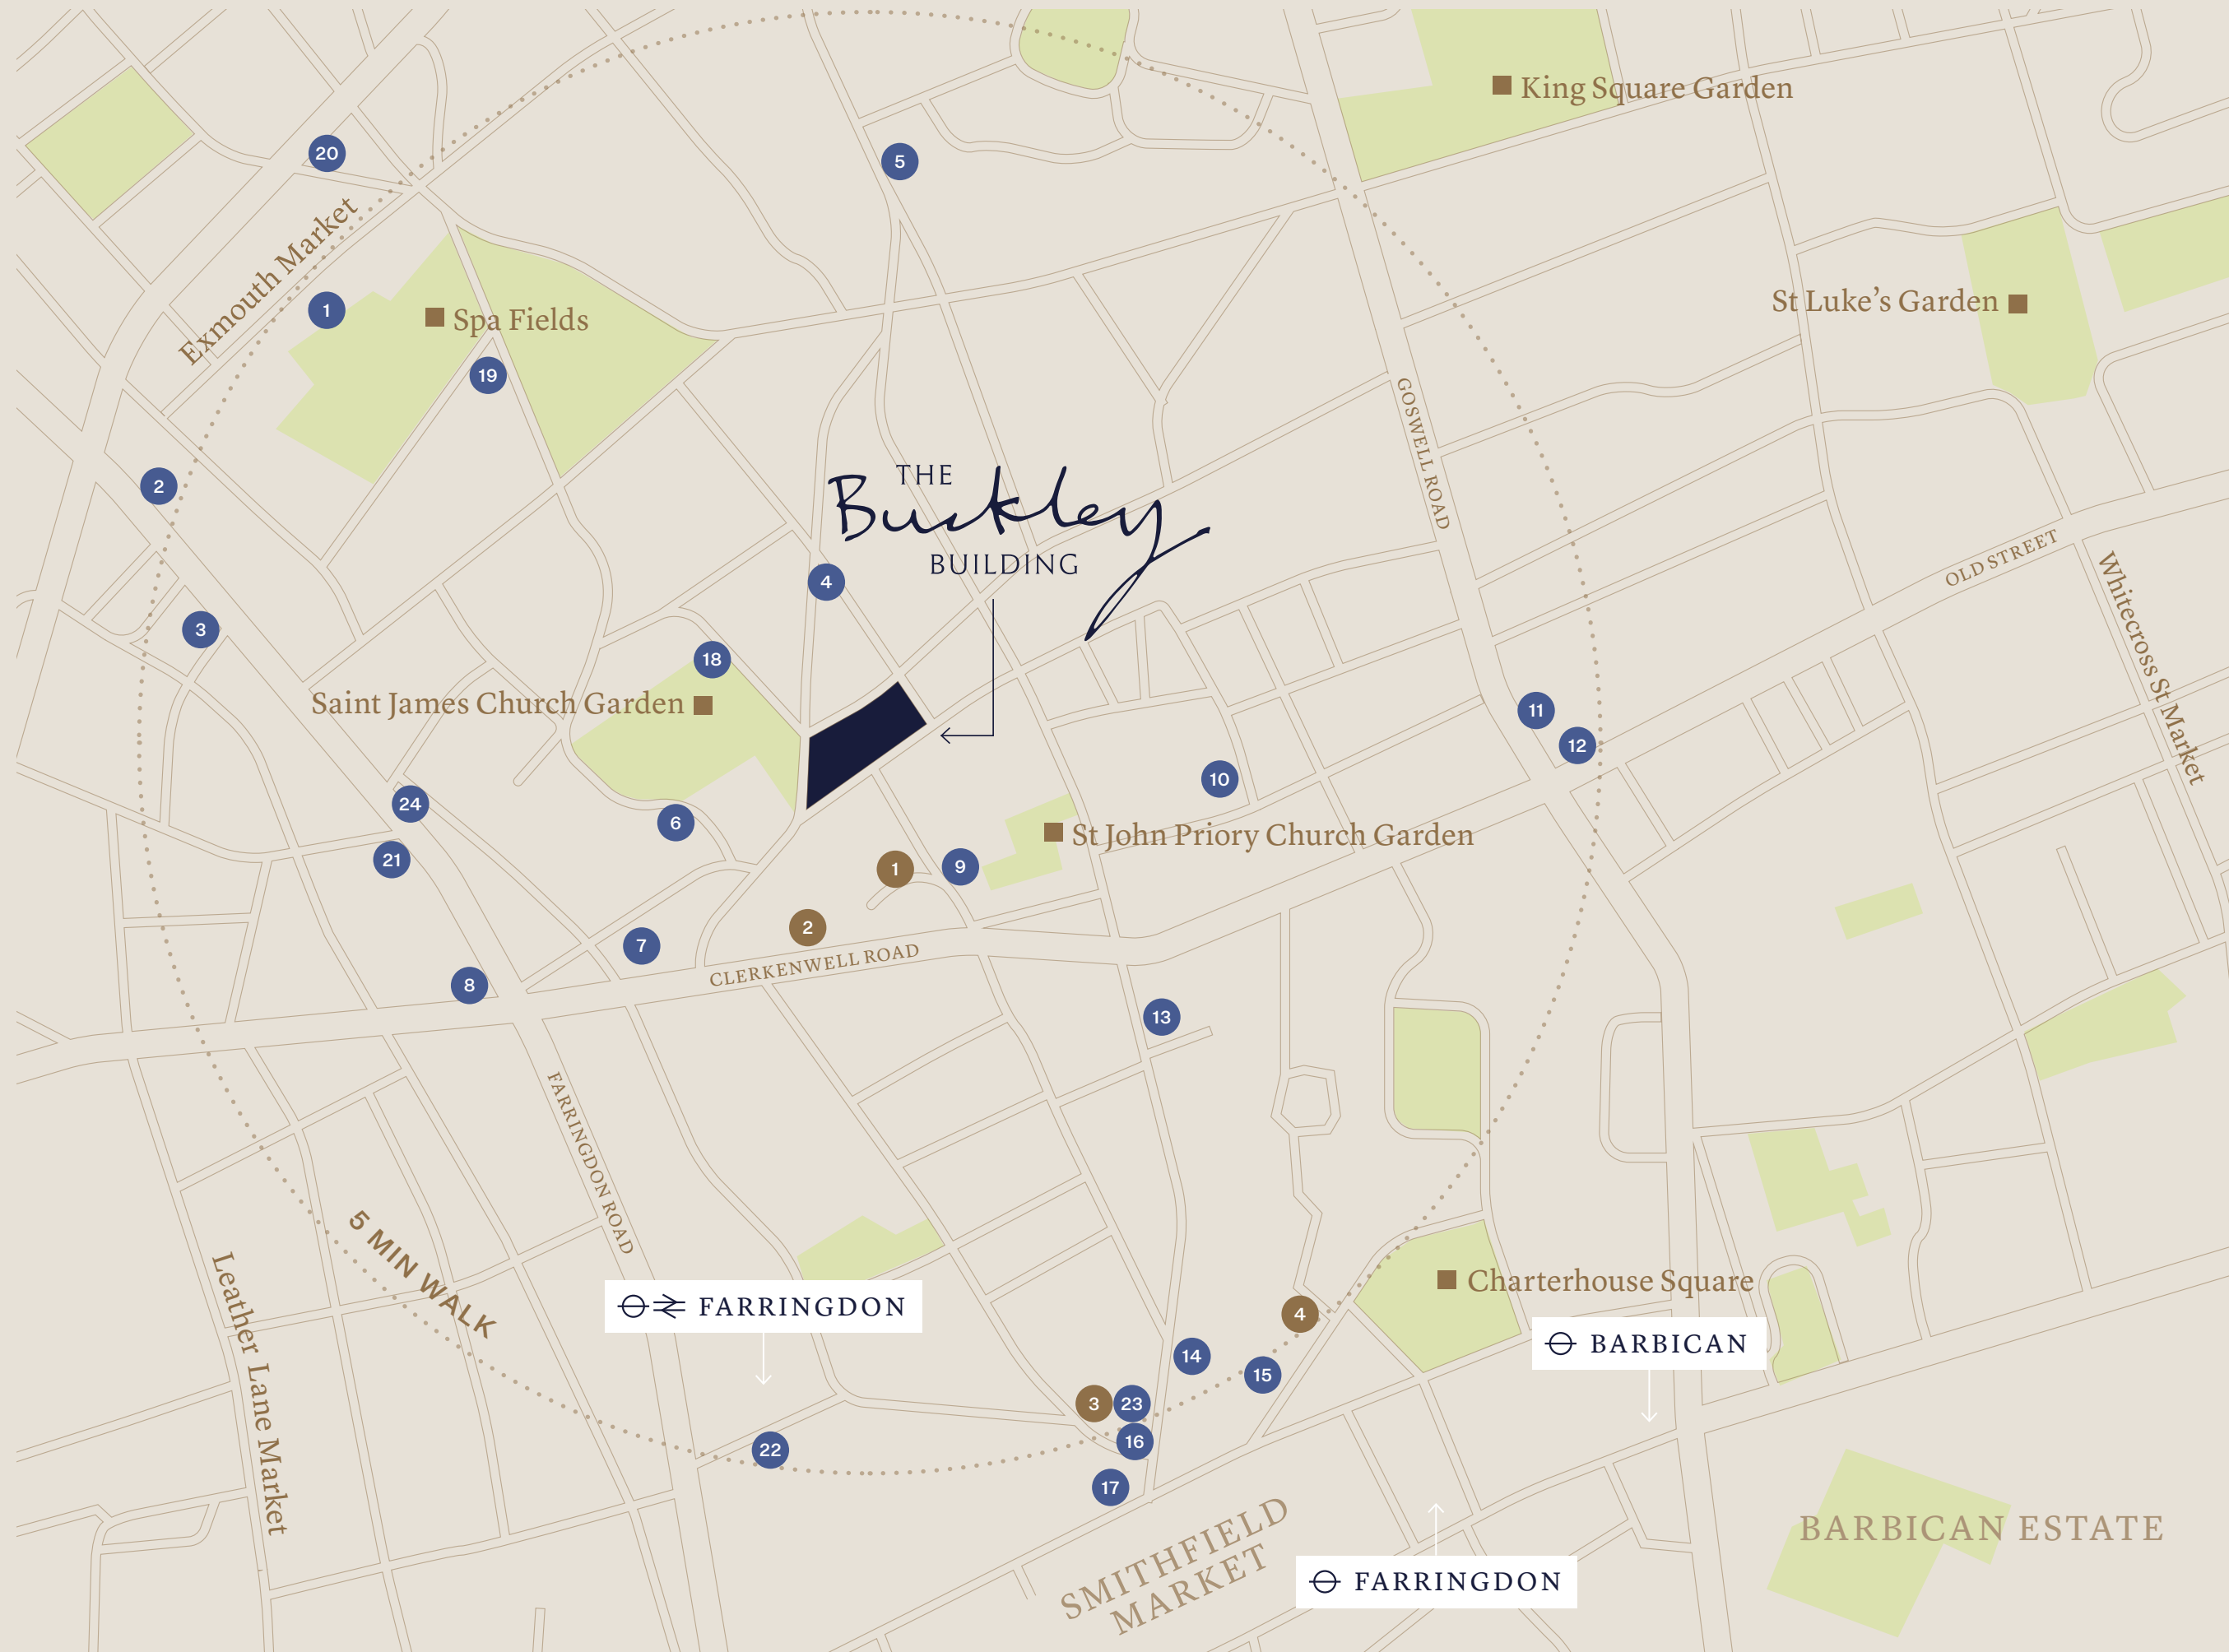 King Square Garden
20
5
Exmouth Market
1
Spa Fields
St Luke’s Garden
19
GOSWELL ROAD
2
THE
Buckley
BUILDING
OLD STREET
Whitecross St Market
4
3
18
Saint James Church Garden
11
12
10
24
6
St John Priory Church Garden
21
1
9
2
7
CLERKENWELL ROAD
8
13
FARRINGDON ROAD
5 MIN WALK
Leather Lane Market
Charterhouse Square
FARRINGDON
4
BARBICAN
14
15
3
23
16
22
17
SMITHFIELD
MARKET
BARBICAN ESTATE
FARRINGDON